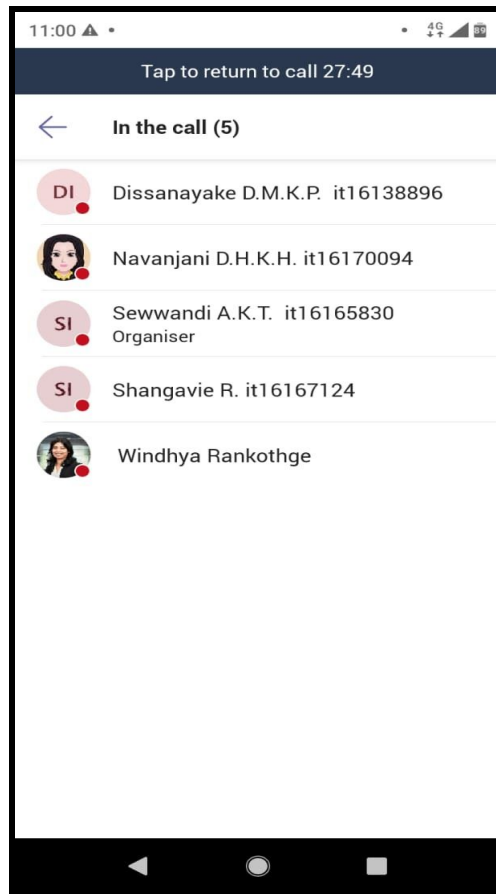 11:00
4G
89
Tap to return to call 27:49
In the call (5)
DI
Dissanayake D.M.K.P. it16138896
Navanjani D.H.K.H. it16170094
SI
Sewwandi A.K.T. it16165830
Organiser
SI
Shangavie R. it16167124
Windhya Rankothge